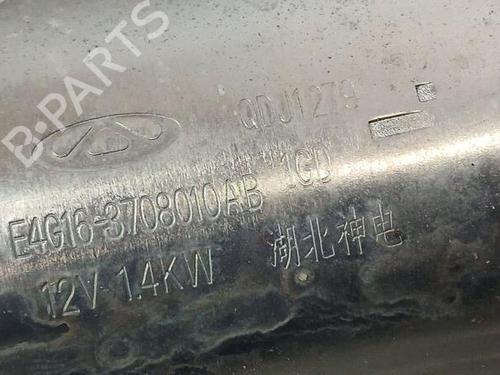 B-PARTS
QDJ1279
E4G16-3708010AB 1GD
12V 1.4KW 湖北神电